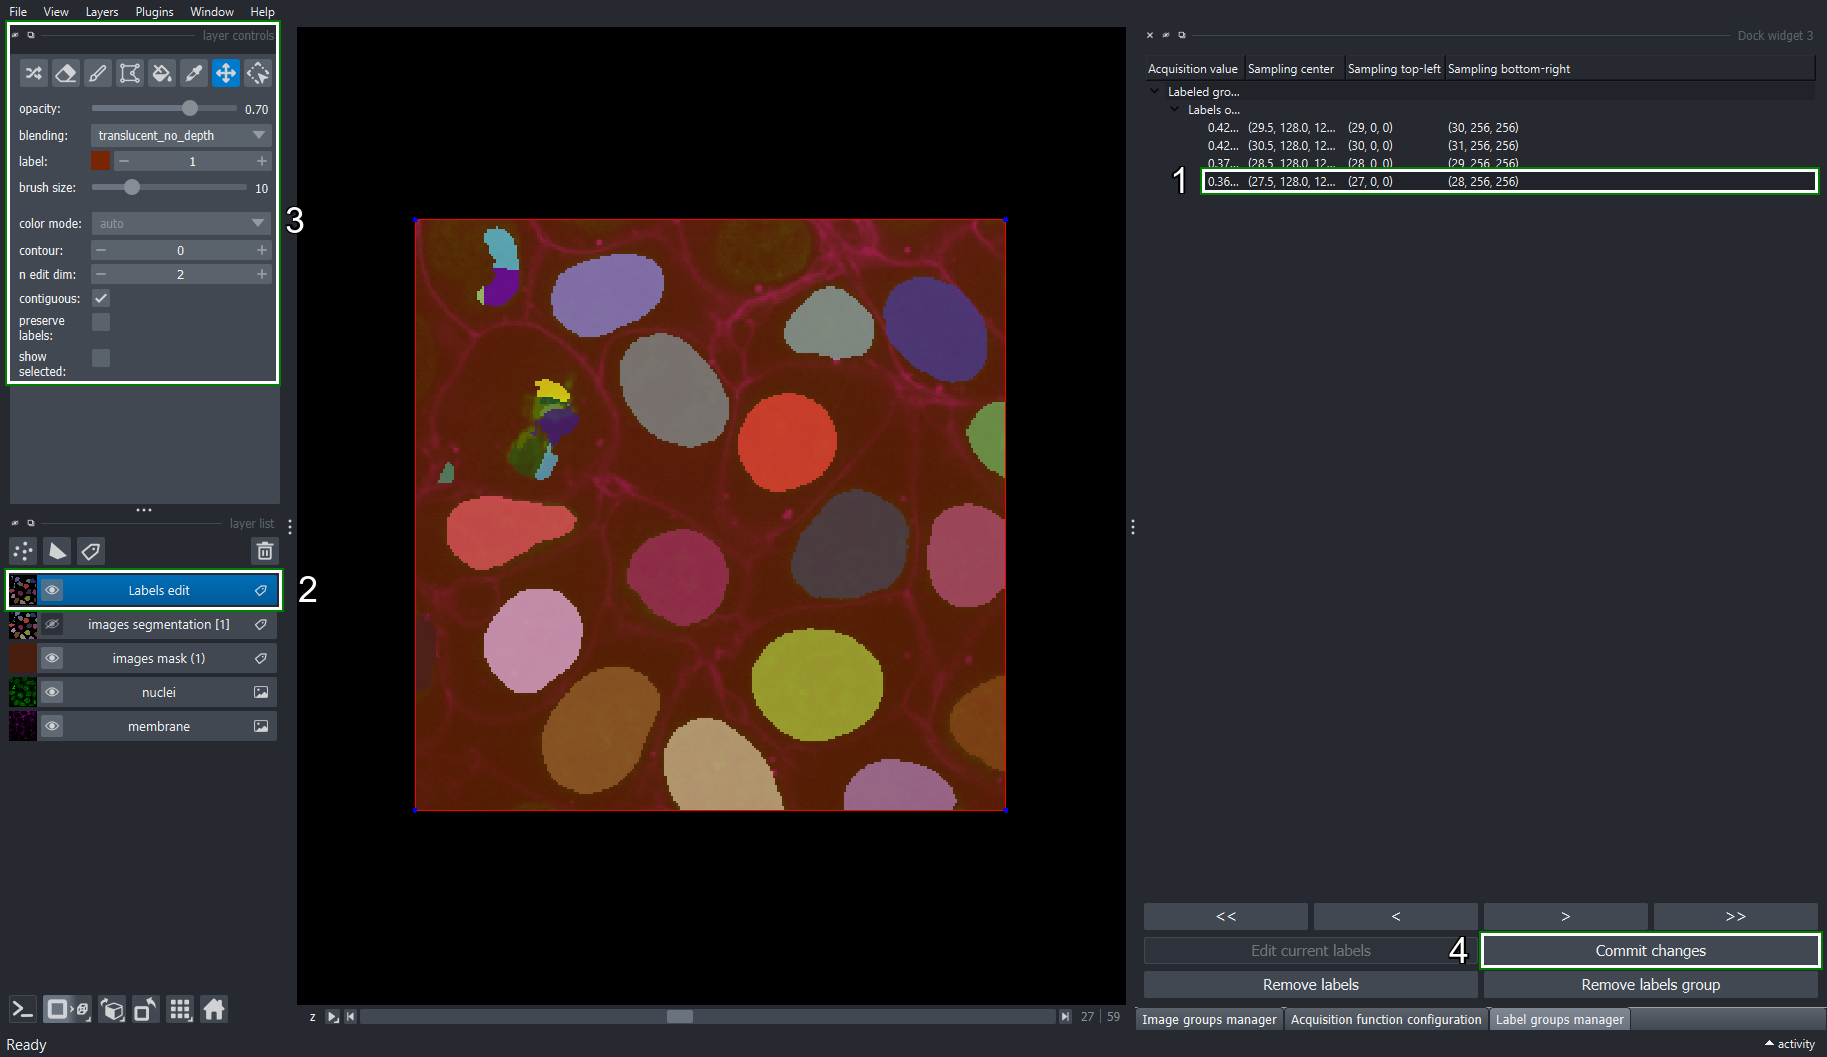 File View Layers Plugins Window Help
layer controls
opacity: 0.70
blending: translucent_no_depth
label: 1
brush size: 10
color mode: auto
contour: 0
n edit dim: 2
contiguous:
preserve
labels:
show
selected:
3
layer list
Labels edit
2
images segmentation [1]
images mask (1)
nuclei
membrane
Ready
z 27 | 59
Dock widget 3
Acquisition value Sampling center Sampling top-left Sampling bottom-right
Labeled gro...
Labels o...
0.42... (29.5, 128.0, 12... (29, 0, 0) (30, 256, 256)
0.42... (30.5, 128.0, 12... (30, 0, 0) (31, 256, 256)
0.37... (28.5, 128.0, 12... (28, 0, 0) (29, 256, 256)
1 0.36... (27.5, 128.0, 12... (27, 0, 0) (28, 256, 256)
<< < > >>
Edit current labels 4 Commit changes
Remove labels Remove labels group
Image groups manager Acquisition function configuration Label groups manager
activity